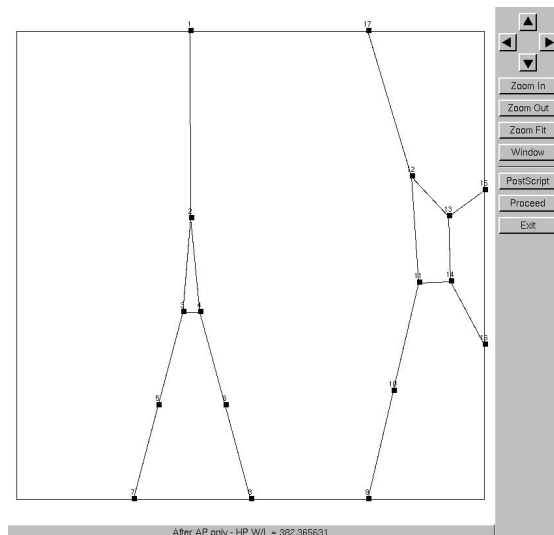 1
17
Zoom In
Zoom Out
Zoom Fit
Window
12
PostScript
15
Proceed
13
2
Exit
11
14
3
4
16
10
5
6
7
8
9
After AP only - HP W/L = 382.365631